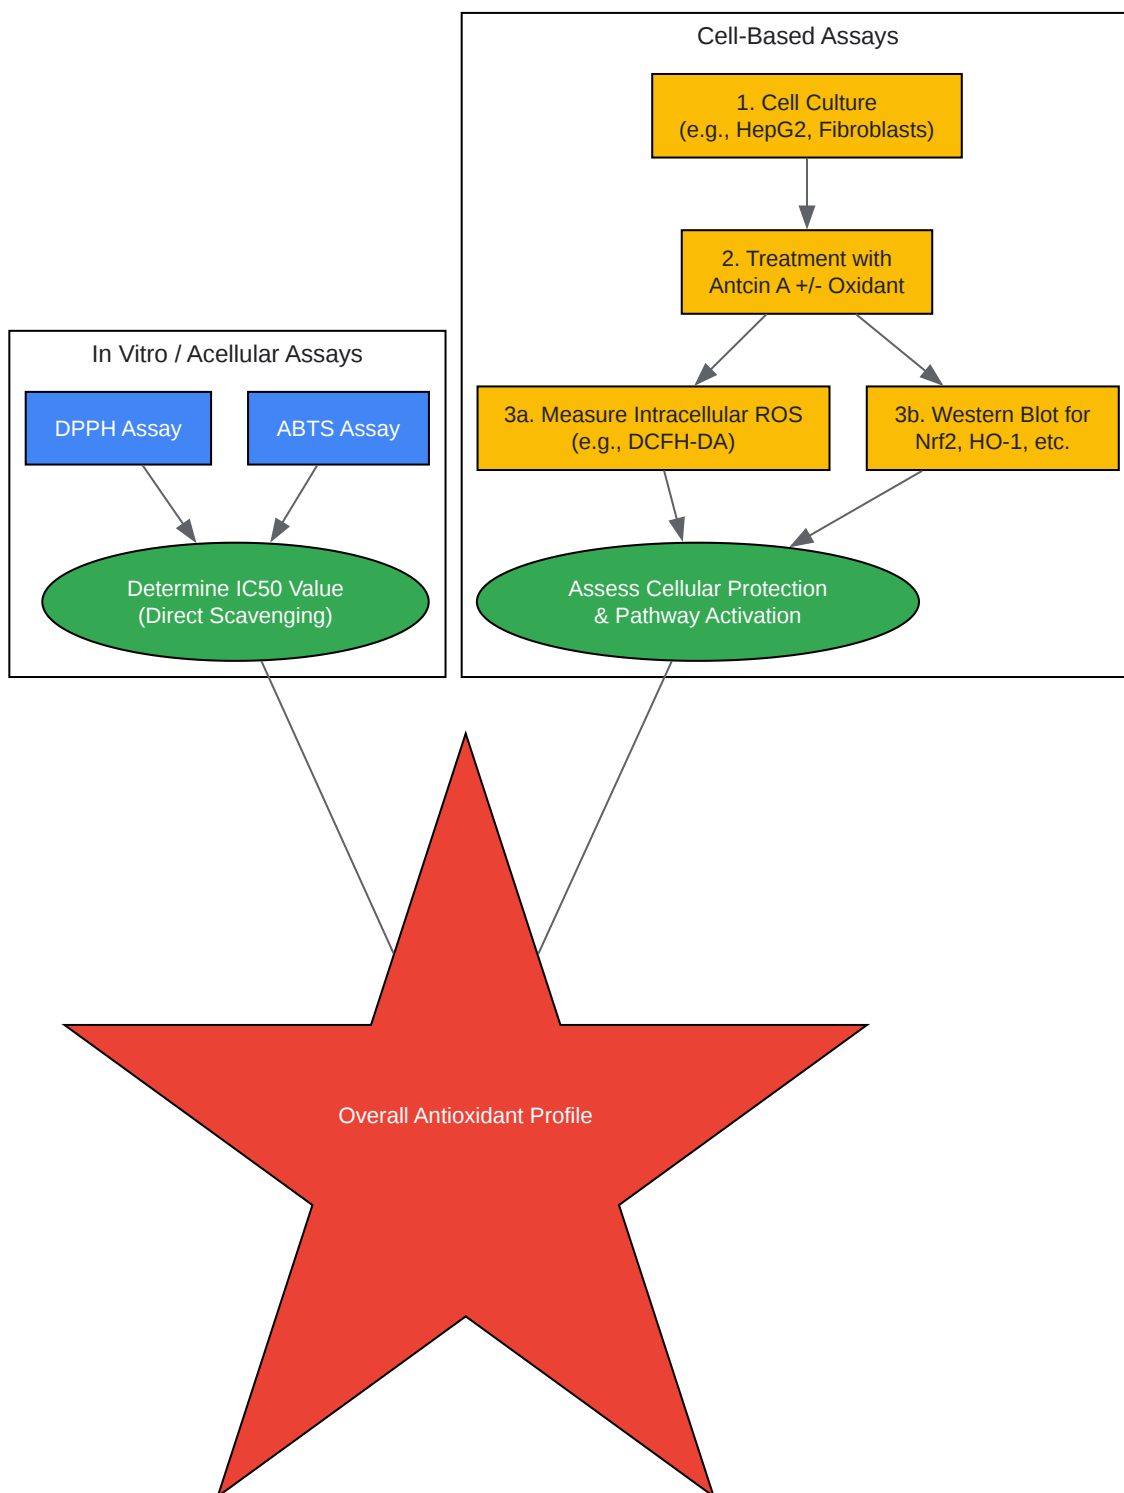 Cell-Based Assays
1. Cell Culture
(e.g., HepG2, Fibroblasts)
2. Treatment with
Antcin A +/- Oxidant
In Vitro / Acellular Assays
DPPH Assay
ABTS Assay
3a. Measure Intracellular ROS
(e.g., DCFH-DA)
3b. Western Blot for
Nrf2, HO-1, etc.
Determine IC50 Value
(Direct Scavenging)
Assess Cellular Protection
& Pathway Activation
Overall Antioxidant Profile